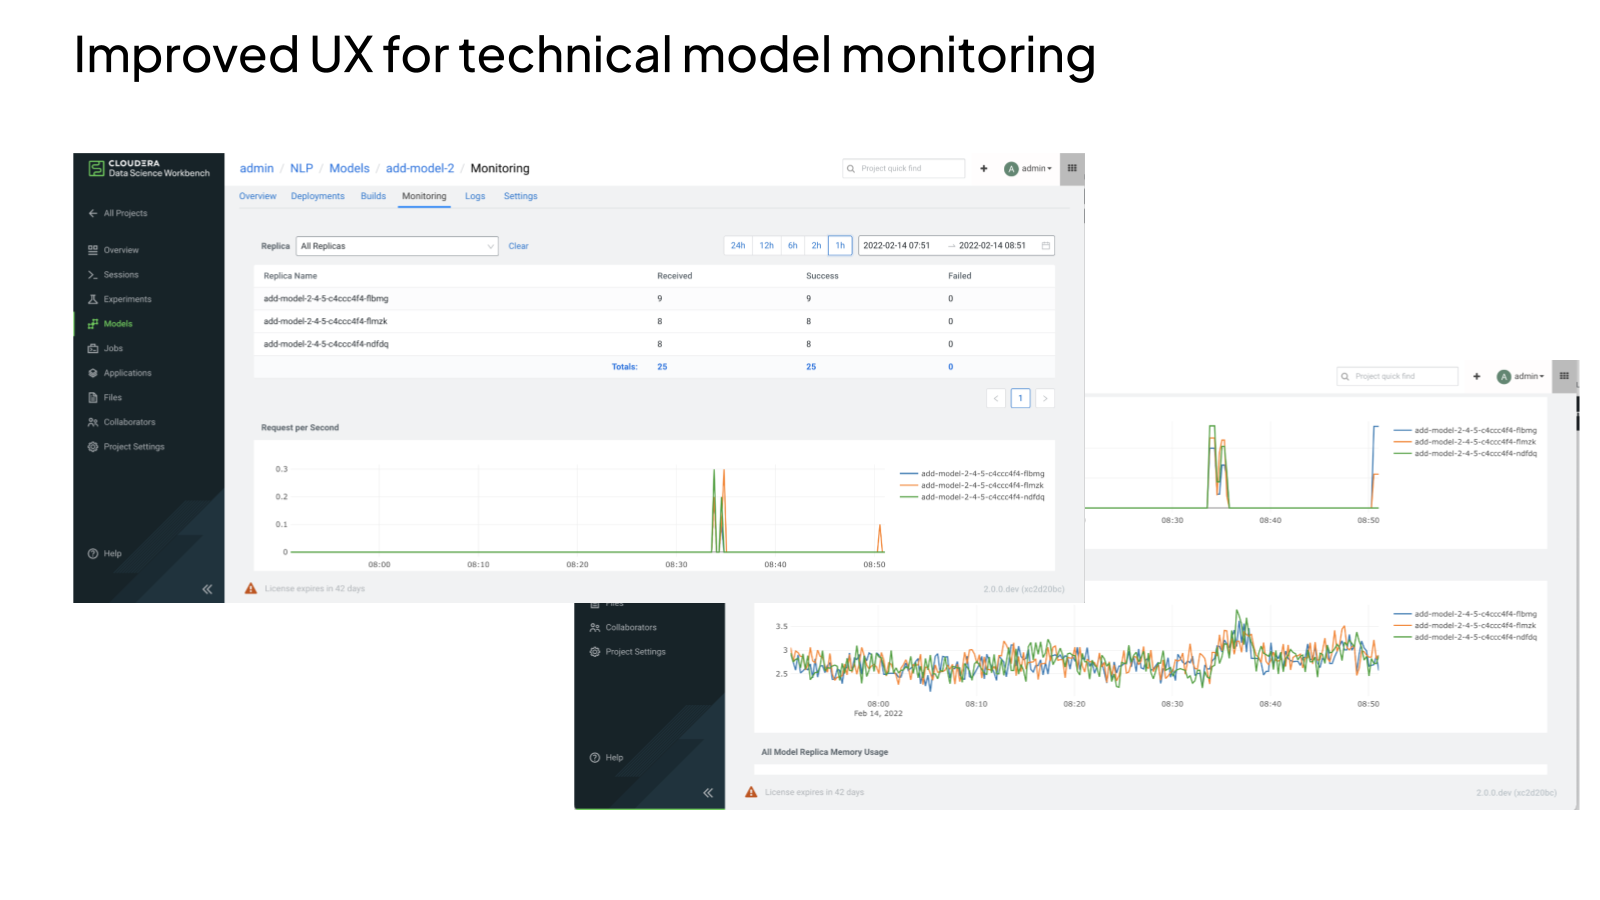 Improved UX for technical model monitoring
CLOUDERA
Data Science Workbench
All Projects
Overview
Sessions
Experiments
Models
Jobs
Applications
Files
Collaborators
Project Settings
Help
admin / NLP / Models / add-model-2 / Monitoring
Project quick find
+
A admin
Overview Deployments Builds Monitoring Logs Settings
Replica All Replicas Clear
24h 12h 6h 2h 1h 2022-02-14 07:51 → 2022-02-14 08:51
Replica Name Received Success Failed
add-model-2-4-5-c4ccc4f4-flbmg 9 9 0
add-model-2-4-5-c4ccc4f4-flmzk 8 8 0
add-model-2-4-5-c4ccc4f4-ndfdq 8 8 0
Totals: 25 25 0
< 1 >
Request per Second
0.3
0.2
0.1
0
08:00 08:10 08:20 08:30 08:40 08:50
add-model-2-4-5-c4ccc4f4-flbmg
add-model-2-4-5-c4ccc4f4-flmzk
add-model-2-4-5-c4ccc4f4-ndfdq
License expires in 42 days
2.0.0.dev (xc2d20bc)
Project quick find
+
A admin
add-model-2-4-5-c4ccc4f4-flbmg
add-model-2-4-5-c4ccc4f4-flmzk
add-model-2-4-5-c4ccc4f4-ndfdq
08:30 08:40 08:50
Files
Collaborators
Project Settings
Help
3.5
3
2.5
08:00 08:10 08:20 08:30 08:40 08:50
Feb 14, 2022
add-model-2-4-5-c4ccc4f4-flbmg
add-model-2-4-5-c4ccc4f4-flmzk
add-model-2-4-5-c4ccc4f4-ndfdq
All Model Replica Memory Usage
License expires in 42 days
2.0.0.dev (xc2d20bc)